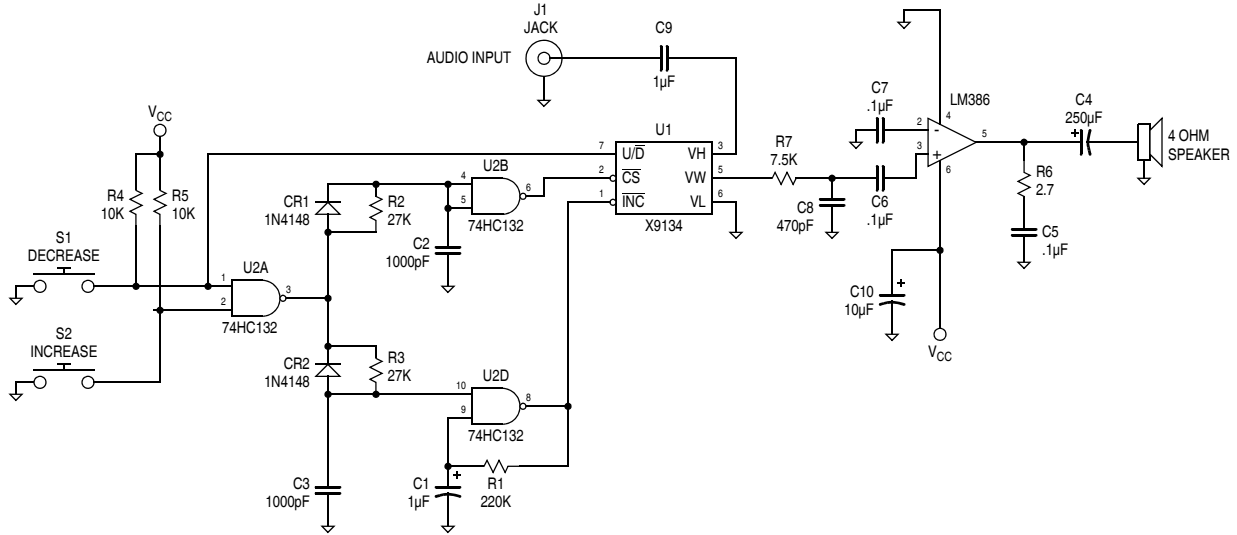 J1
JACK
AUDIO INPUT
C9
1µF
VCC
R4
10K
R5
10K
S1
DECREASE
S2
INCREASE
U2A
1
2
3
74HC132
CR1
1N4148
R2
27K
C2
1000pF
U2B
4
5
6
74HC132
CR2
1N4148
R3
27K
C3
1000pF
U2D
10
9
8
74HC132
C1
+
1µF
R1
220K
U1
7
U/D̅
2
C̅S̅
1
I̅N̅C̅
VH
3
VW
5
VL
6
X9134
R7
7.5K
C8
470pF
C7
.1µF
C6
.1µF
LM386
2
-
3
+
4
5
6
C10
+
10µF
VCC
R6
2.7
C5
.1µF
C4
250µF
+
4 OHM
SPEAKER